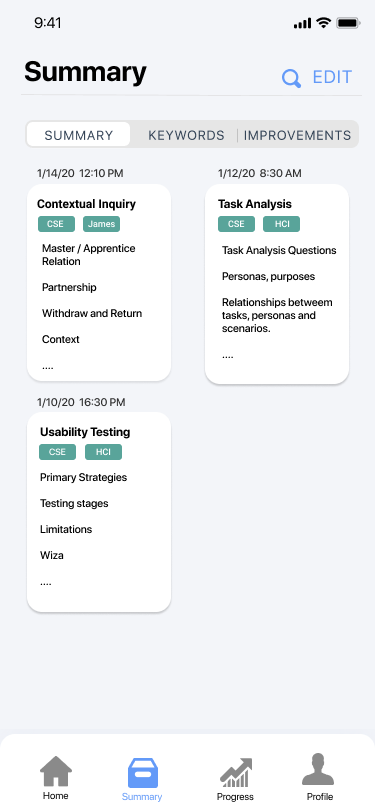 9:41
Summary
EDIT
SUMMARY
KEYWORDS
IMPROVEMENTS
1/14/20 12:10 PM
Contextual Inquiry
CSE
James
Master / Apprentice
Relation
Partnership
Withdraw and Return
Context
....
1/12/20 8:30 AM
Task Analysis
CSE
HCI
Task Analysis Questions
Personas, purposes
Relationships betweem
tasks, personas and
scenarios.
....
1/10/20 16:30 PM
Usability Testing
CSE
HCI
Primary Strategies
Testing stages
Limitations
Wiza
....
Home
Summary
Progress
Profile